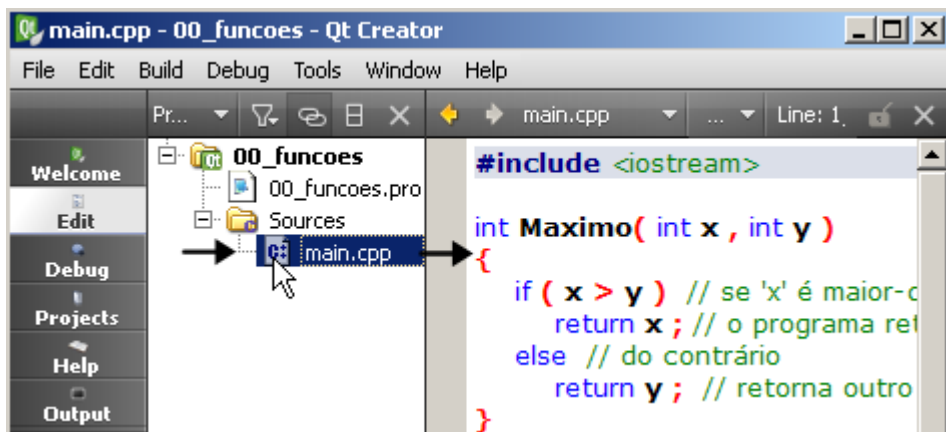 main.cpp - 00_funcoes - Qt Creator
File Edit Build Debug Tools Window Help
Pr... main.cpp ... Line: 1
Welcome
Edit
Debug
Projects
Help
Output
00_funcoes
00_funcoes.pro
Sources
main.cpp
#include <iostream>
int Maximo( int x , int y )
{
if ( x > y ) // se 'x' é maior-
return x ; // o programa ret
else // do contrário
return y ; // retorna outro
}